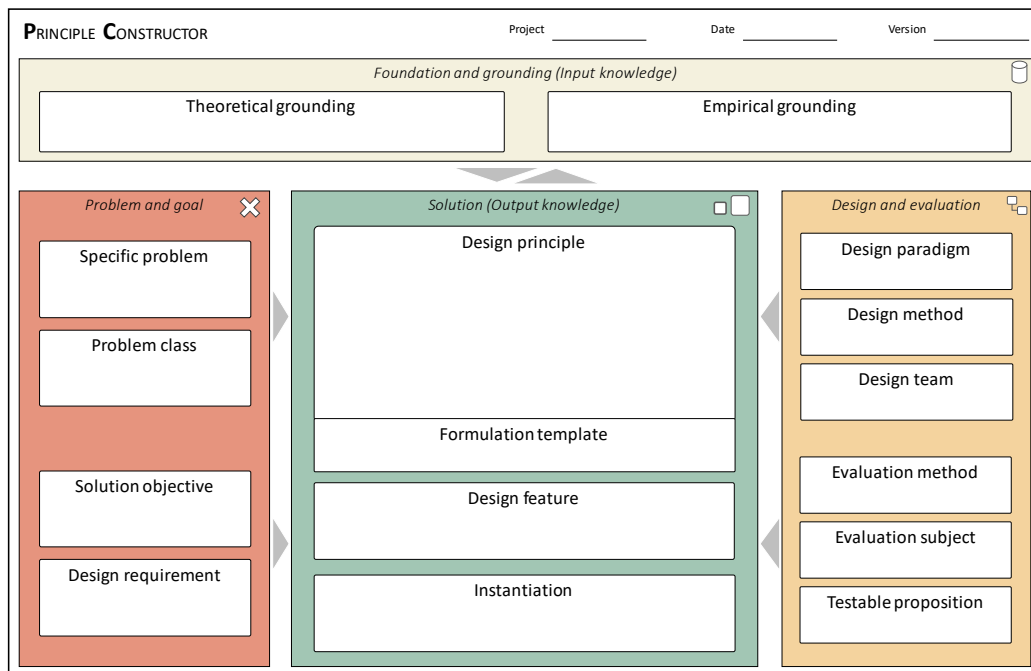 PRINCIPLE CONSTRUCTOR
Project
Date
Version
Foundation and grounding (Input knowledge)
Theoretical grounding
Empirical grounding
Problem and goal
Specific problem
Problem class
Solution objective
Design requirement
Solution (Output knowledge)
Design principle
Formulation template
Design feature
Instantiation
Design and evaluation
Design paradigm
Design method
Design team
Evaluation method
Evaluation subject
Testable proposition